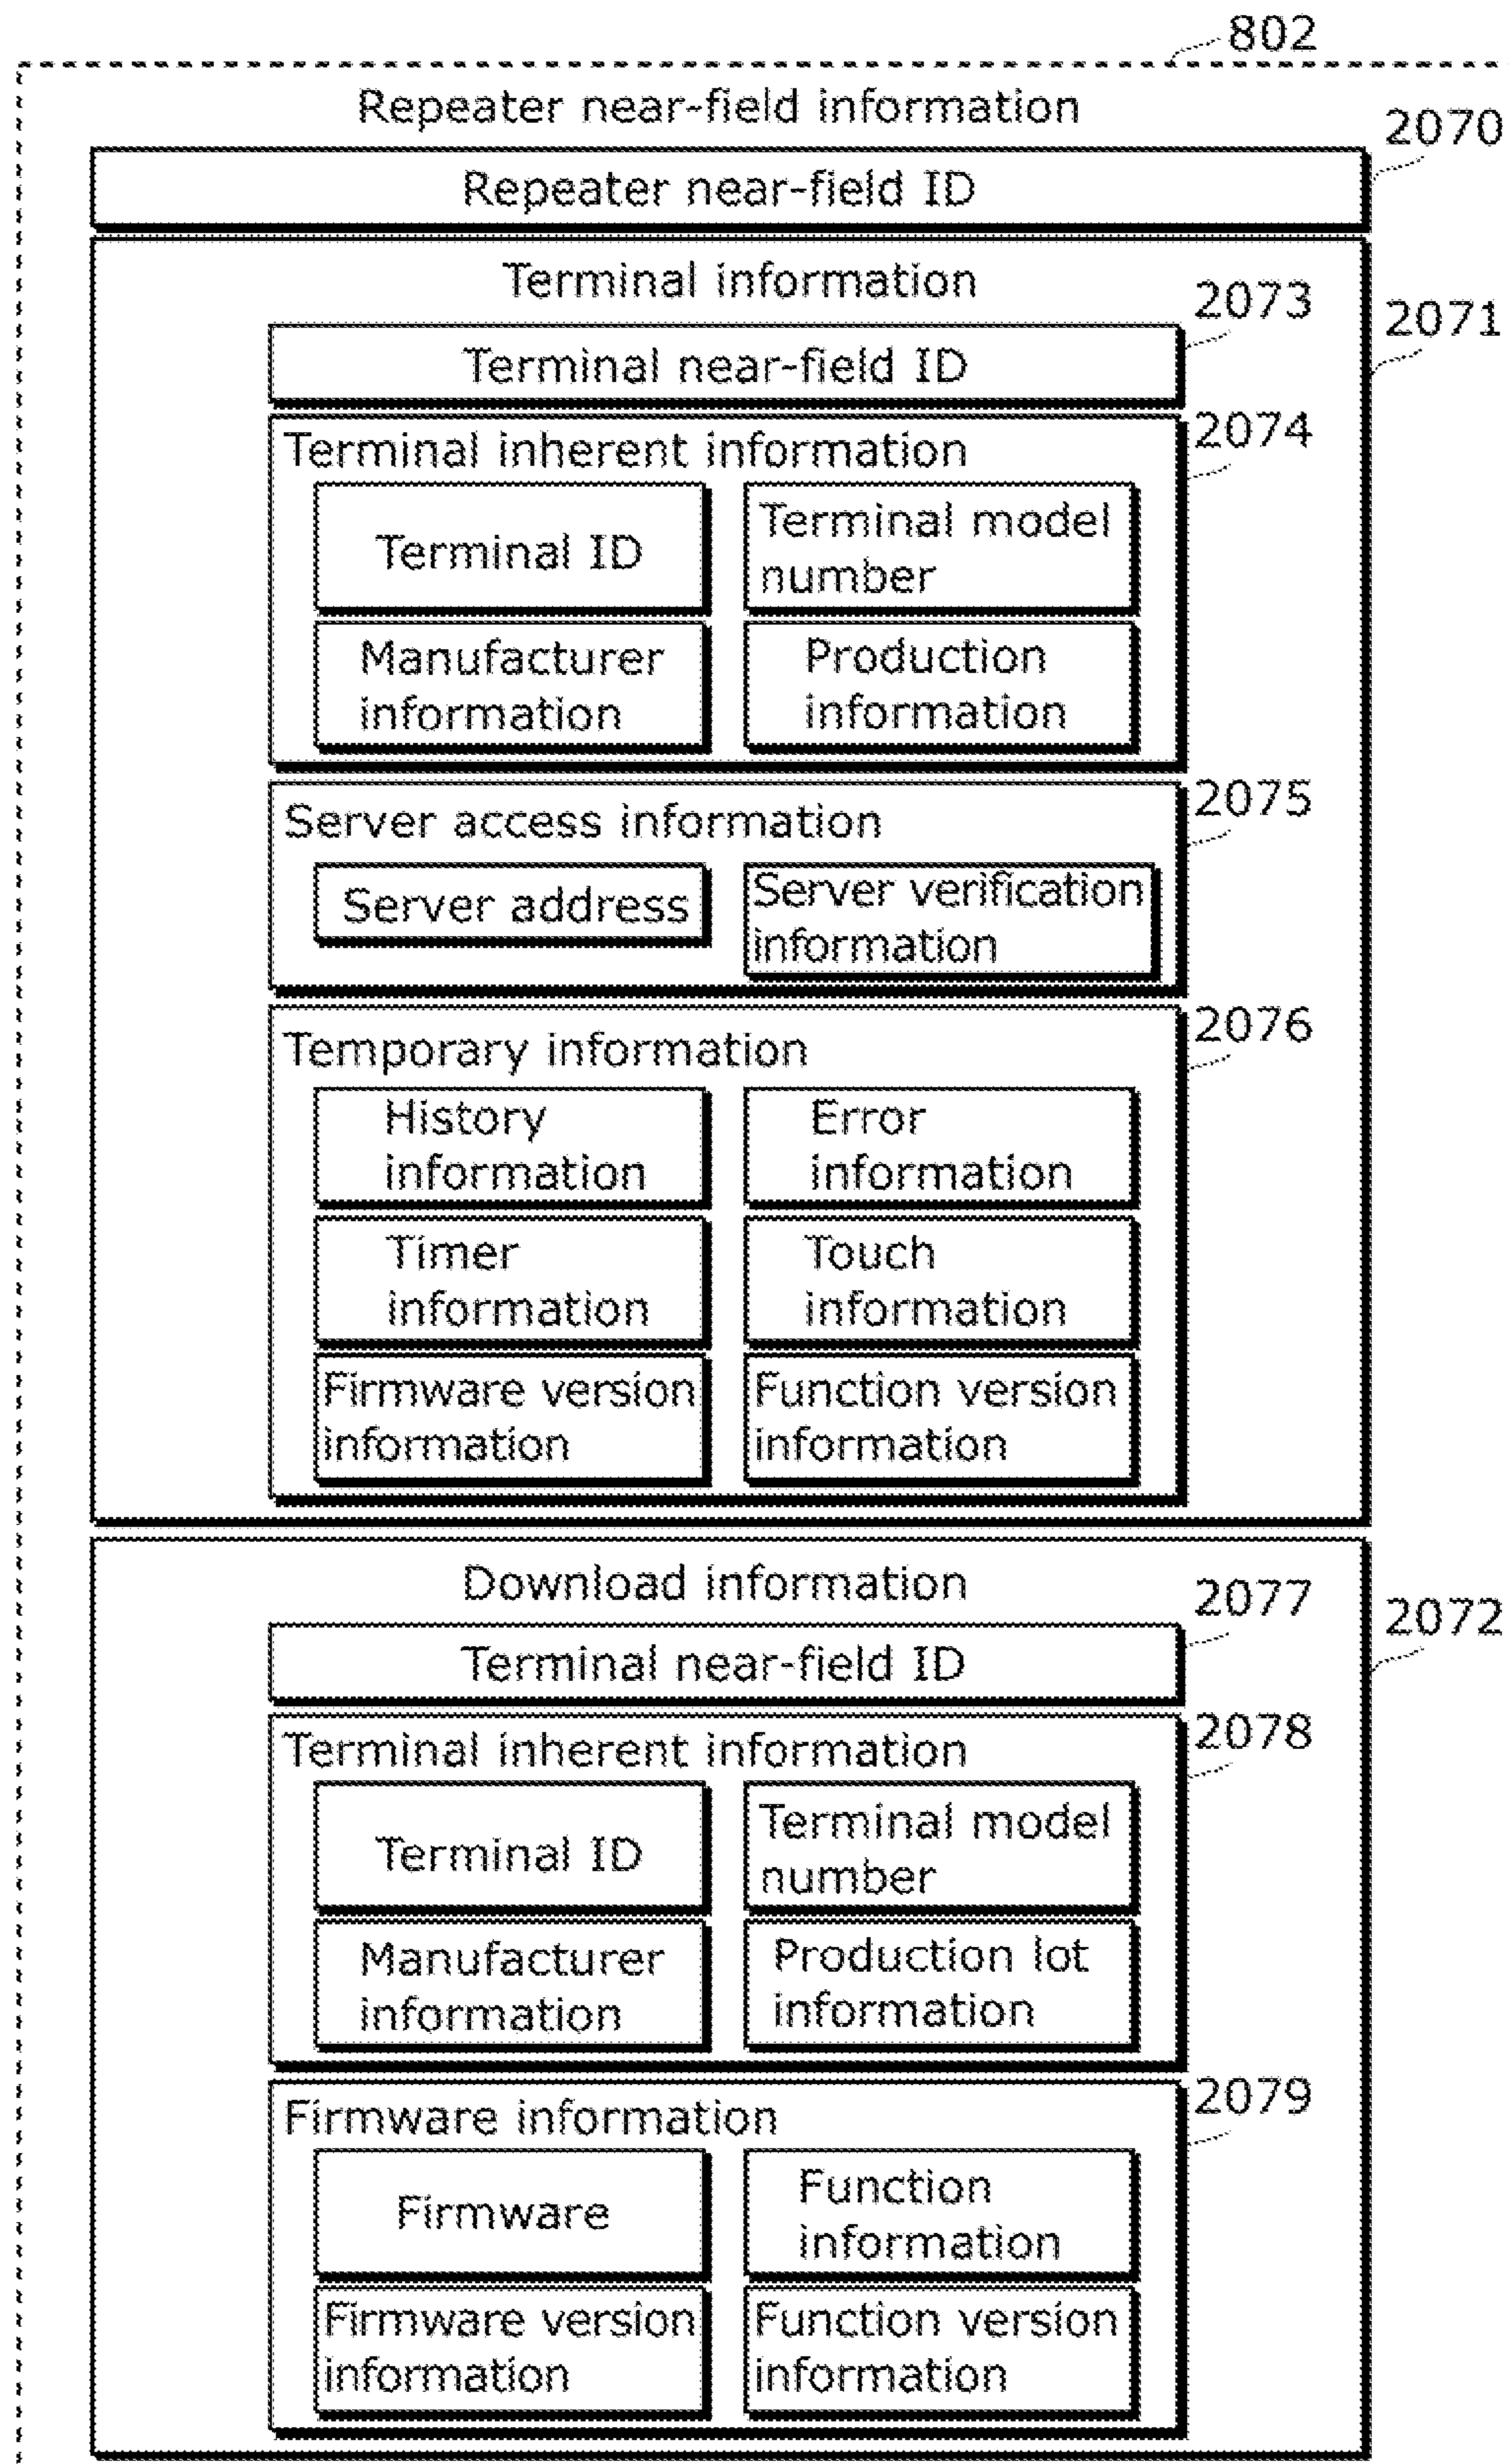 802
Repeater near-field information
2070
Repeater near-field ID
Terminal information
2071
2073
Terminal near-field ID
2074
Terminal inherent information
Terminal ID
Terminal model
number
Manufacturer
information
Production
information
2075
Server access information
Server address
Server verification
information
2076
Temporary information
History
information
Error
information
Timer
information
Touch
information
Firmware version
information
Function version
information
Download information
2072
2077
Terminal near-field ID
2078
Terminal inherent information
Terminal ID
Terminal model
number
Manufacturer
information
Production lot
information
2079
Firmware information
Firmware
Function
information
Firmware version
information
Function version
information